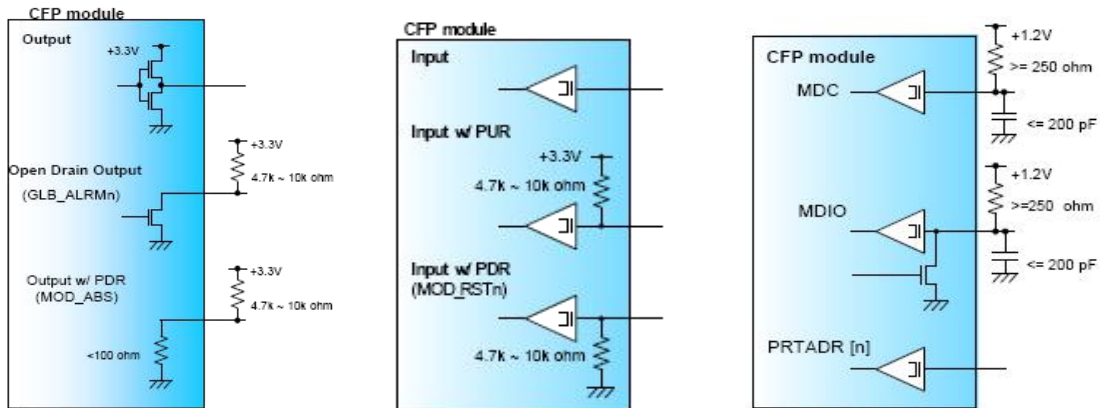 CFP module
Output
+3.3V
+3.3V
4.7k ~ 10k ohm
Open Drain Output
(GLB_ALRMn)
+3.3V
4.7k ~ 10k ohm
Output w/ PDR
(MOD_ABS)
<100 ohm
CFP module
Input
Input w/ PUR
+3.3V
4.7k ~ 10k ohm
Input w/ PDR
(MOD_RSTn)
4.7k ~ 10k ohm
+1.2V
>= 250 ohm
CFP module
MDC
<= 200 pF
+1.2V
>=250 ohm
MDIO
<= 200 pF
PRTADR [n]